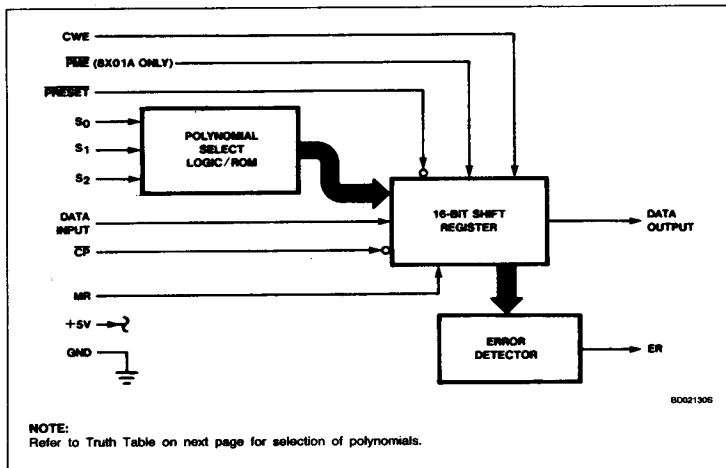 CWE
PME (8X01A ONLY)
PRESET
S0
S1
S2
POLYNOMIAL
SELECT
LOGIC/ROM
DATA
INPUT
16-BIT SHIFT
REGISTER
DATA
OUTPUT
CP
MR
+5V
GND
ERROR
DETECTOR
ER
BD02130S
NOTE:
Refer to Truth Table on next page for selection of polynomials.